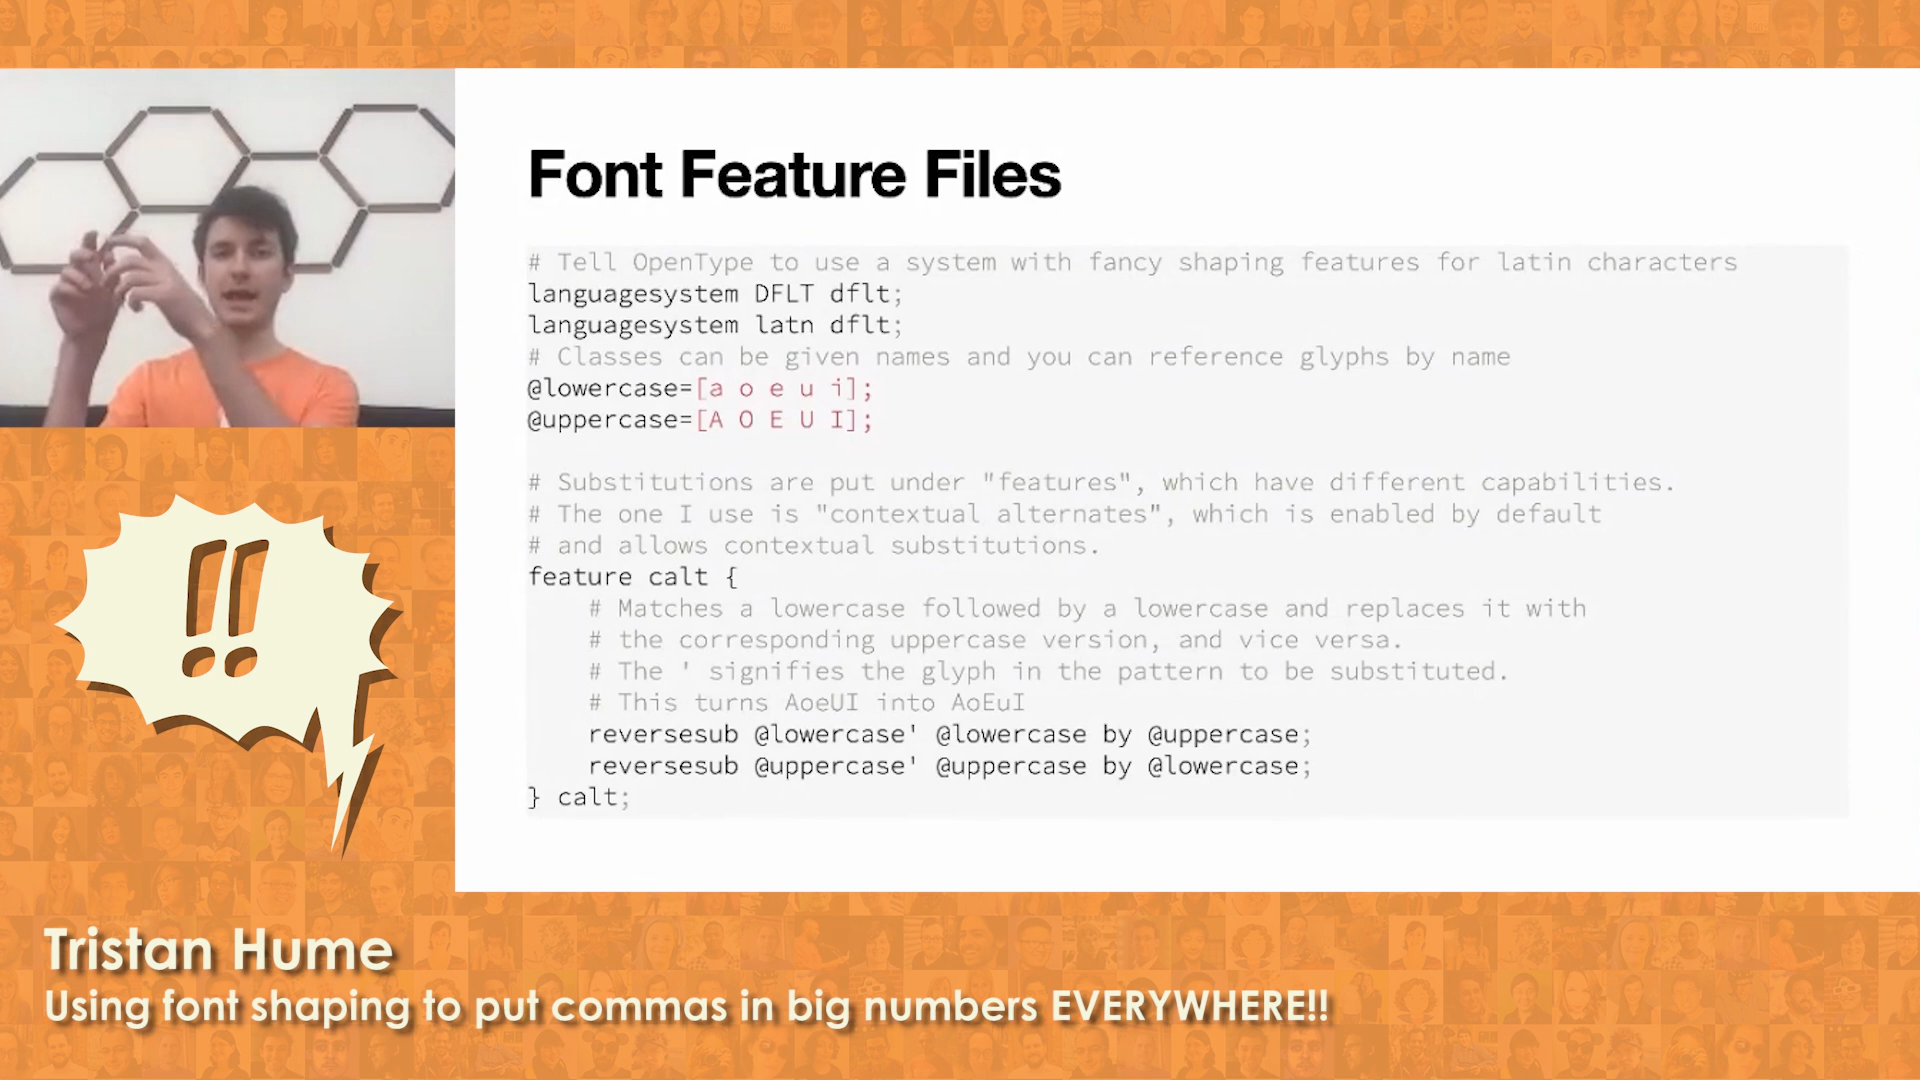 Font Feature Files
# Tell OpenType to use a system with fancy shaping features for latin characters
languagesystem DFLT dflt;
languagesystem latn dflt;
# Classes can be given names and you can reference glyphs by name
@lowercase=[a o e u i];
@uppercase=[A O E U I];
# Substitutions are put under "features", which have different capabilities.
# The one I use is "contextual alternates", which is enabled by default
# and allows contextual substitutions.
feature calt {
# Matches a lowercase followed by a lowercase and replaces it with
# the corresponding uppercase version, and vice versa.
# The ' signifies the glyph in the pattern to be substituted.
# This turns AoeUI into AoEuI
reversesub @lowercase' @lowercase by @uppercase;
reversesub @uppercase' @uppercase by @lowercase;
} calt;
!!
Tristan Hume
Using font shaping to put commas in big numbers EVERYWHERE!!